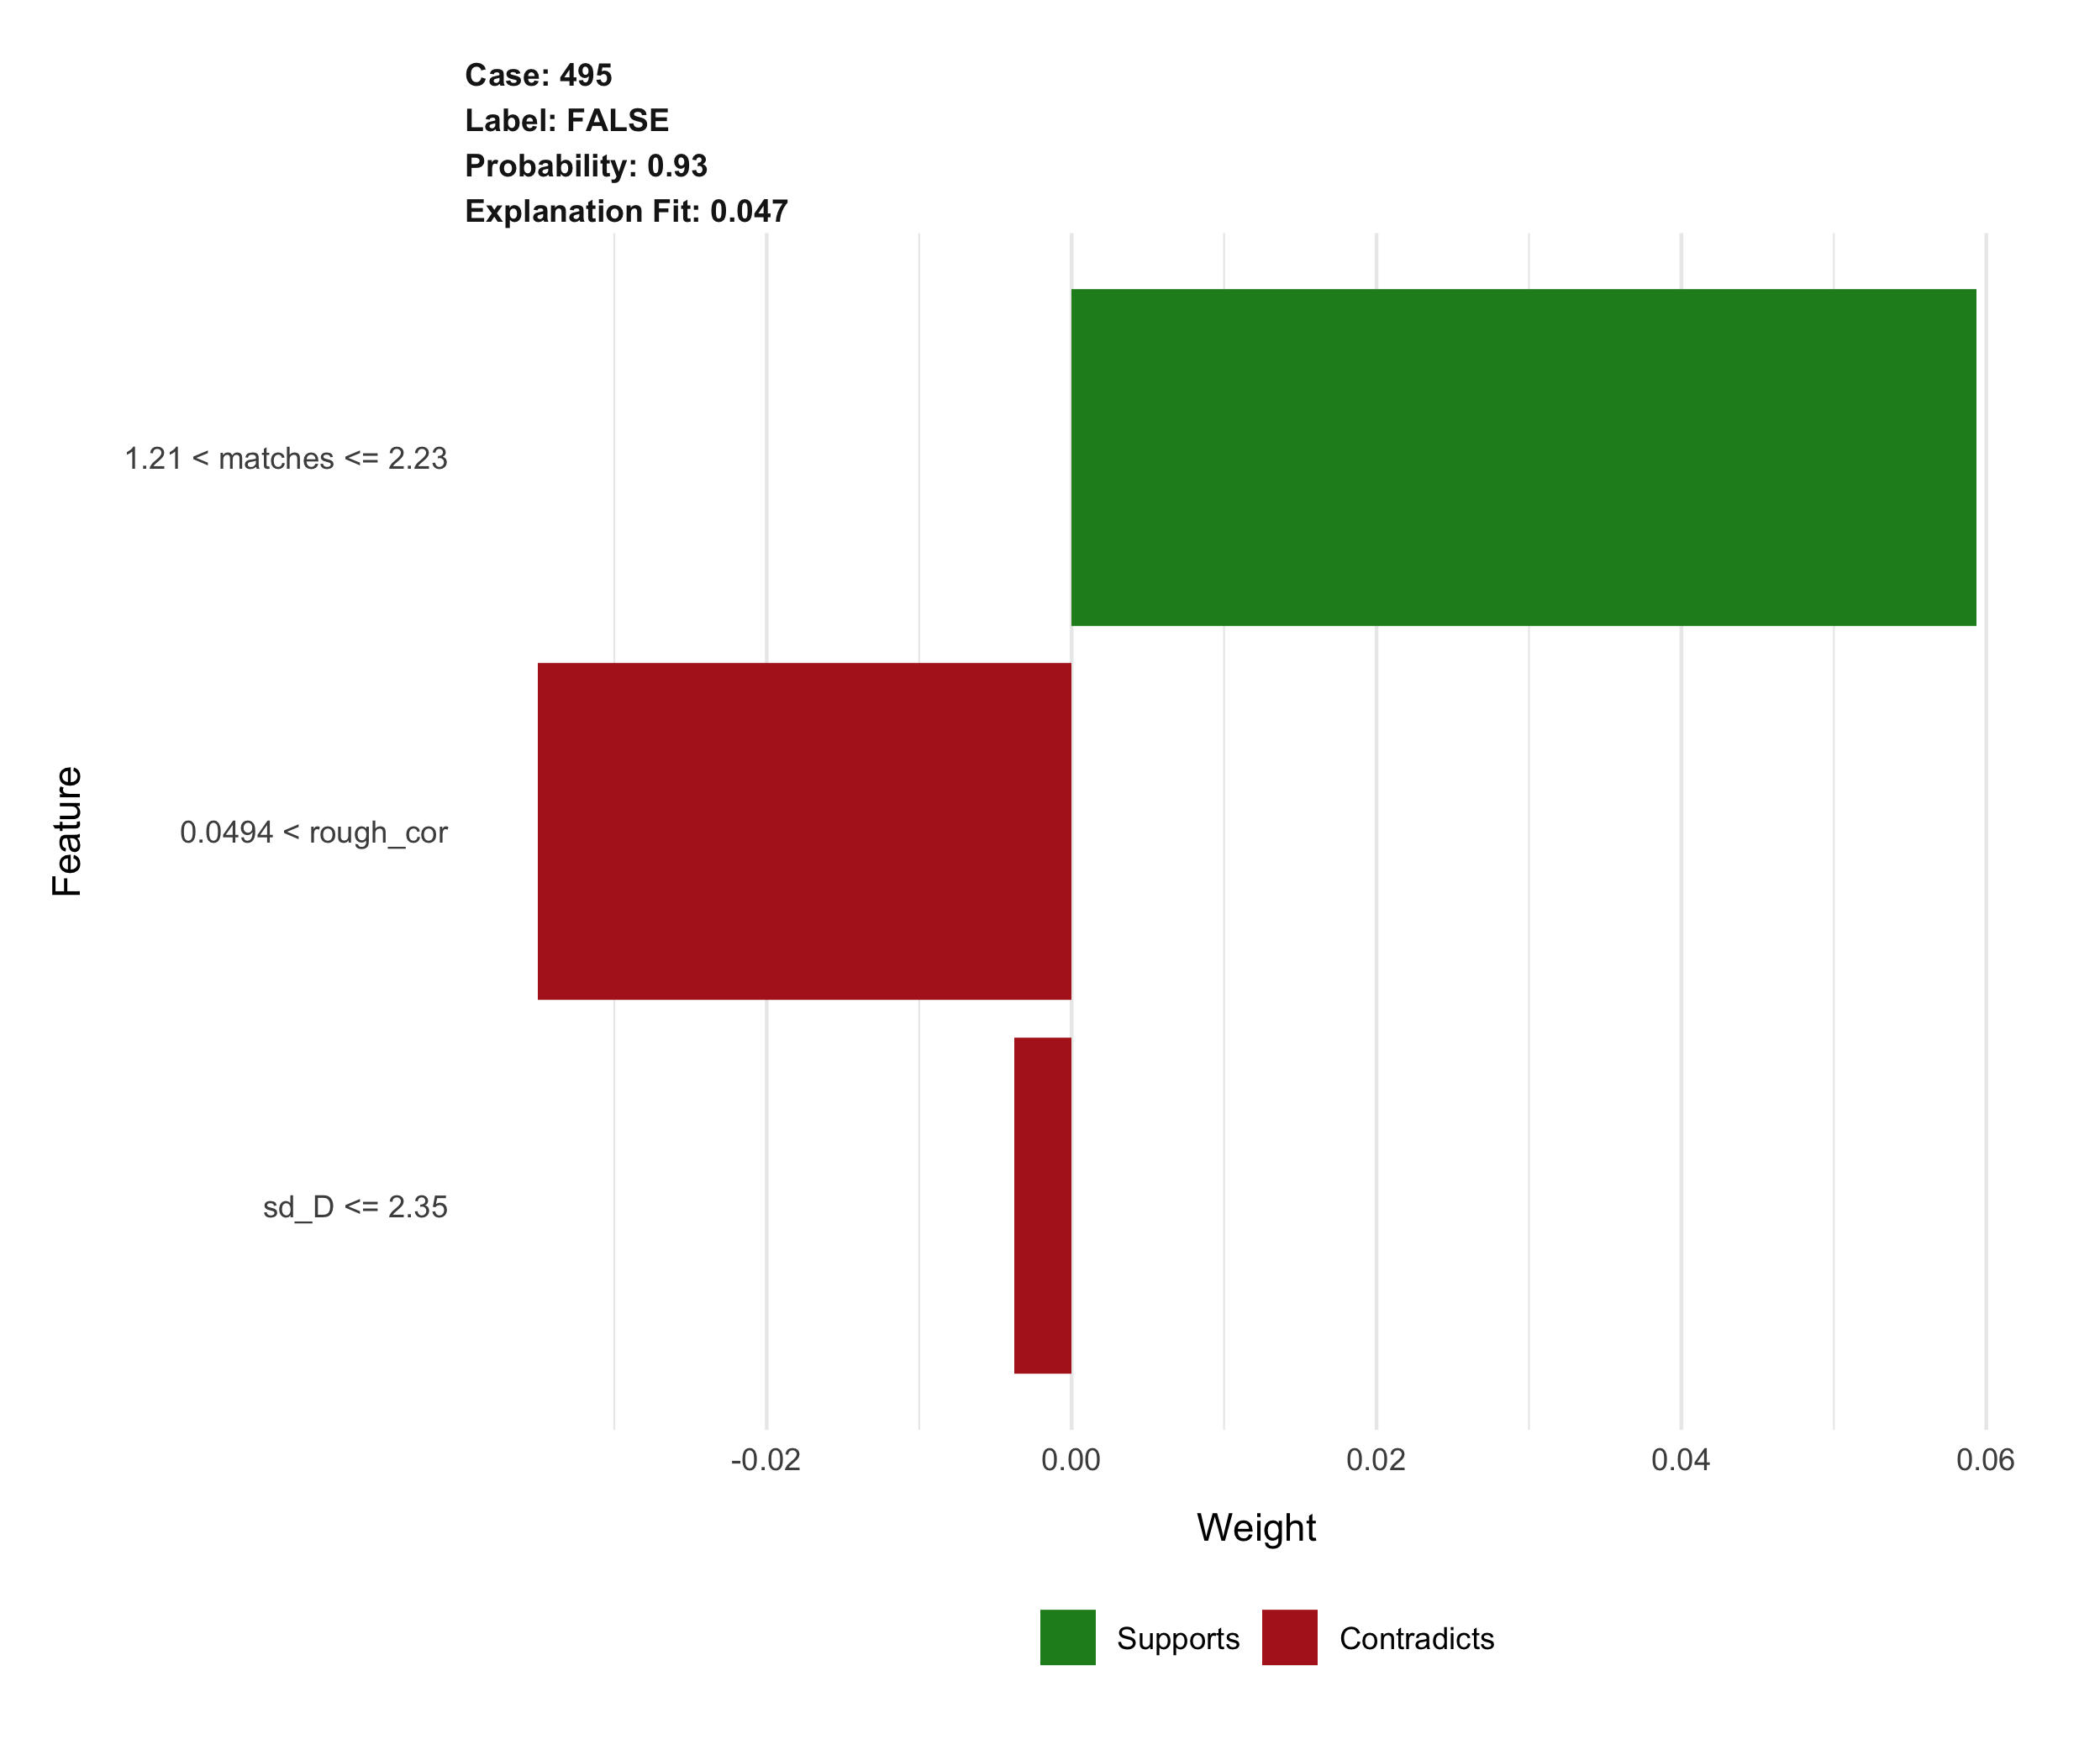 Case: 495
Label: FALSE
Probability: 0.93
Explanation Fit: 0.047
Feature
1.21 < matches <= 2.23
0.0494 < rough_cor
sd_D <= 2.35
-0.02 0.00 0.02 0.04 0.06
Weight
Supports Contradicts